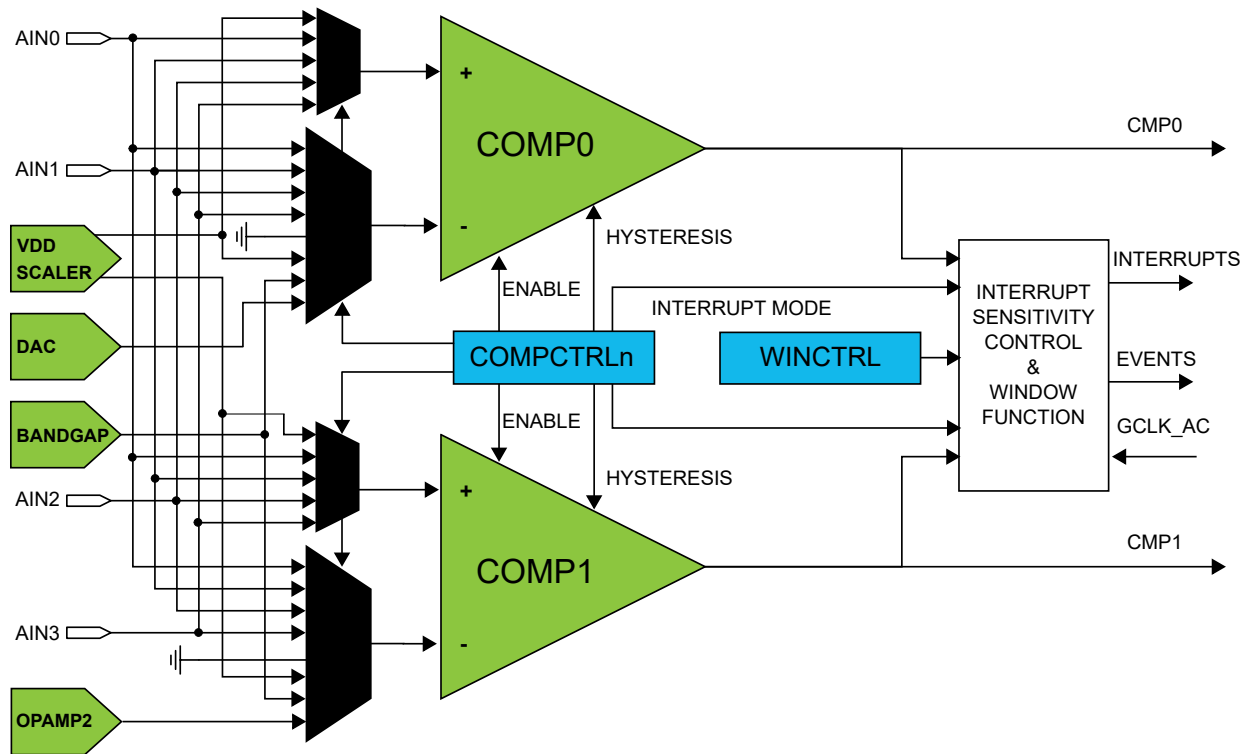 AIN0
+
COMP0
-
CMP0
AIN1
VDD
SCALER
HYSTERESIS
ENABLE
INTERRUPT MODE
INTERRUPT
SENSITIVITY
CONTROL
&
WINDOW
FUNCTION
INTERRUPTS
DAC
COMPCTRLn
WINCTRL
EVENTS
BANDGAP
ENABLE
GCLK_AC
HYSTERESIS
AIN2
+
COMP1
-
CMP1
AIN3
OPAMP2